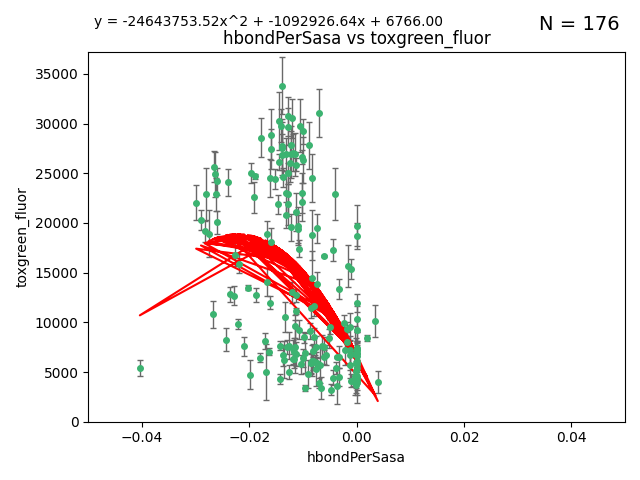 y = -24643753.52x^2 + -1092926.64x + 6766.00
N = 176
hbondPerSasa vs toxgreen_fluor
35000
30000
25000
20000
15000
10000
5000
0
toxgreen_fluor
−0.04
−0.02
0.00
0.02
0.04
hbondPerSasa